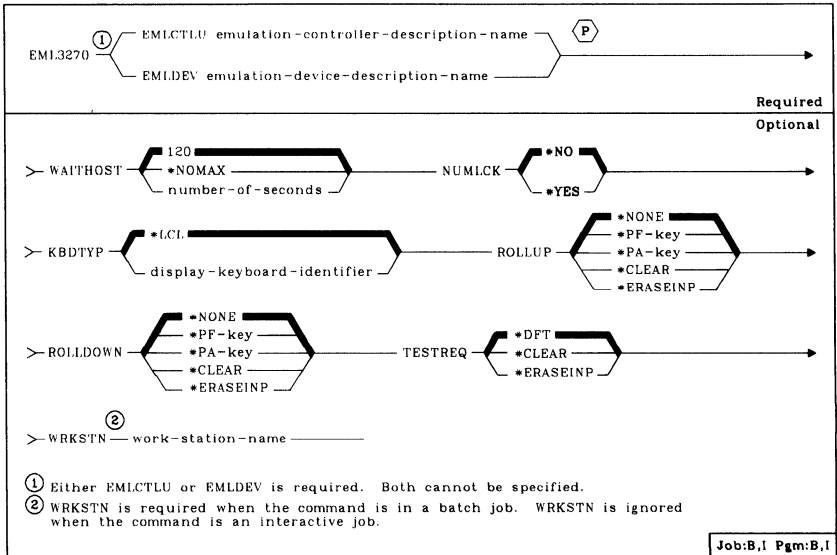 ① EMLCTLU emulation-controller-description-name P
EML3270
EMLDEV emulation-device-description-name
Required
Optional
120
WAITHOST *NOMAX
number-of-seconds
NUMLCK *NO
*YES
KBDTYP *LCL
display-keyboard-identifier
ROLLUP *NONE
*PF-key
*PA-key
*CLEAR
*ERASEINP
ROLLDOWN *NONE
*PF-key
*PA-key
*CLEAR
*ERASEINP
TESTREQ *DFT
*CLEAR
*ERASEINP
②
WRKSTN work-station-name
① Either EMLCTLU or EMLDEV is required. Both cannot be specified.
② WRKSTN is required when the command is in a batch job. WRKSTN is ignored
when the command is an interactive job.
Job:B,I Pgm:B,I